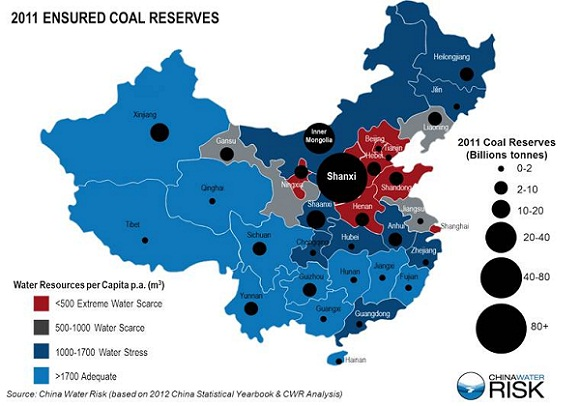 2011 ENSURED COAL RESERVES
Heilongjiang
Jilin
Xinjiang
Liaoning
Gansu
Inner
Mongolia
Beijing
Tianjin
Hebei
2011 Coal Reserves
(Billions tonnes)
0-2
2-10
10-20
20-40
40-80
80+
Shanxi
Ningxia
Shandong
Qinghai
Shaanxi
Henan
Jiangsu
Shanghai
Tibet
Sichuan
Chongqing
Hubei
Anhui
Zhejiang
Guizhou
Hunan
Jiangxi
Fujian
Yunnan
Guangxi
Guangdong
Hainan
Water Resources per Capita p.a. (m³)
<500 Extreme Water Scarce
500-1000 Water Scarce
1000-1700 Water Stress
>1700 Adequate
CHINAWATER
RISK
Source: China Water Risk (based on 2012 China Statistical Yearbook & CWR Analysis)